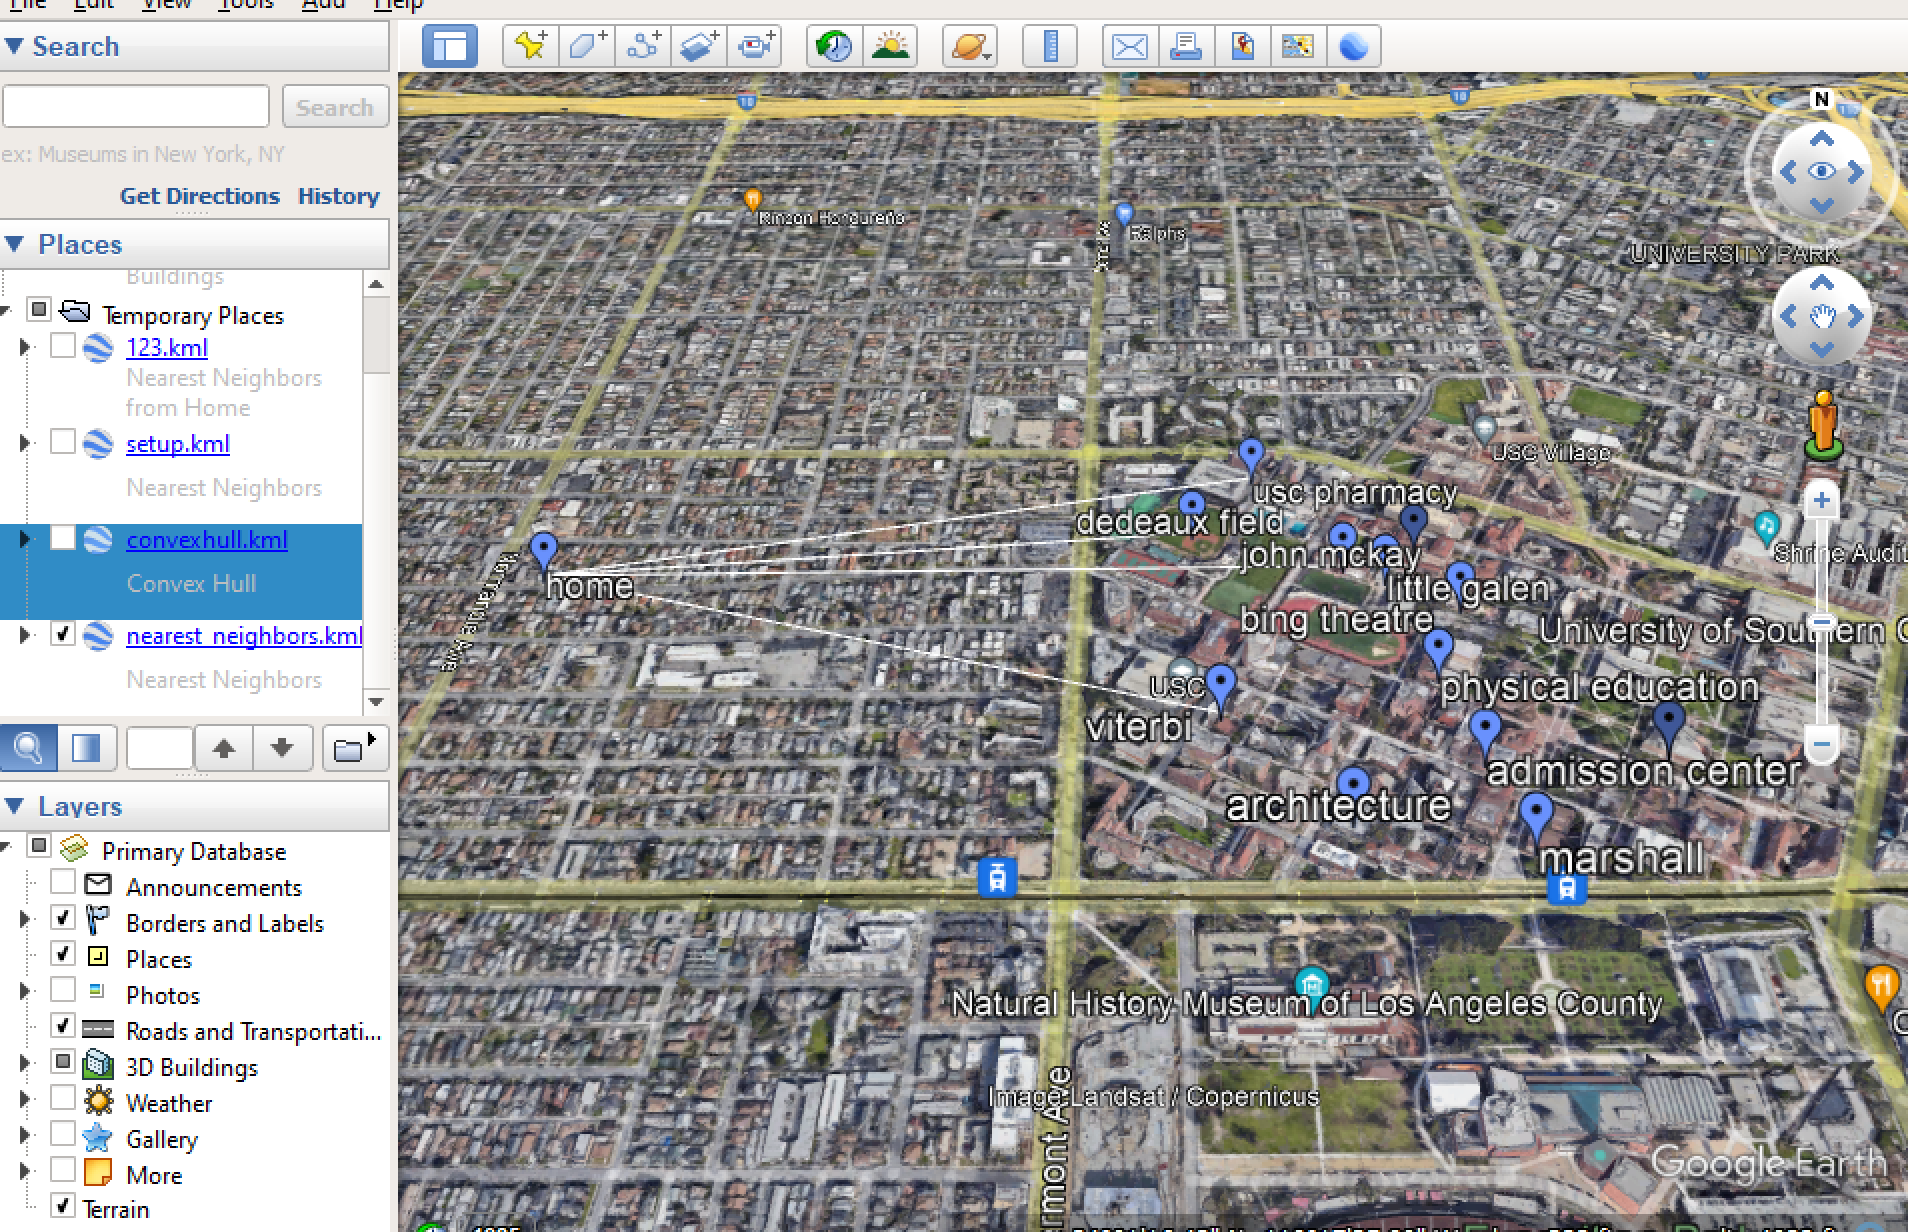 File Edit View Tools Add Help
Search
Search
ex: Museums in New York, NY
Get Directions History
Places
Buildings
Temporary Places
123.kml
Nearest Neighbors
from Home
setup.kml
Nearest Neighbors
convexhull.kml
Convex Hull
nearest_neighbors.kml
Nearest Neighbors
Layers
Primary Database
Announcements
Borders and Labels
Places
Photos
Roads and Transportati...
3D Buildings
Weather
Gallery
More
Terrain
10
10
N
Rinzon Hondureño
Ralphs
UNIVERSITY PARK
USC Village
usc pharmacy
dedeaux field
Shrine Audit
john mckay
home
little galen
bing theatre
University of Southern C
USC
physical education
viterbi
admission center
architecture
marshall
Natural History Museum of Los Angeles County
Image Landsat / Copernicus
rmont Ave
Google Earth